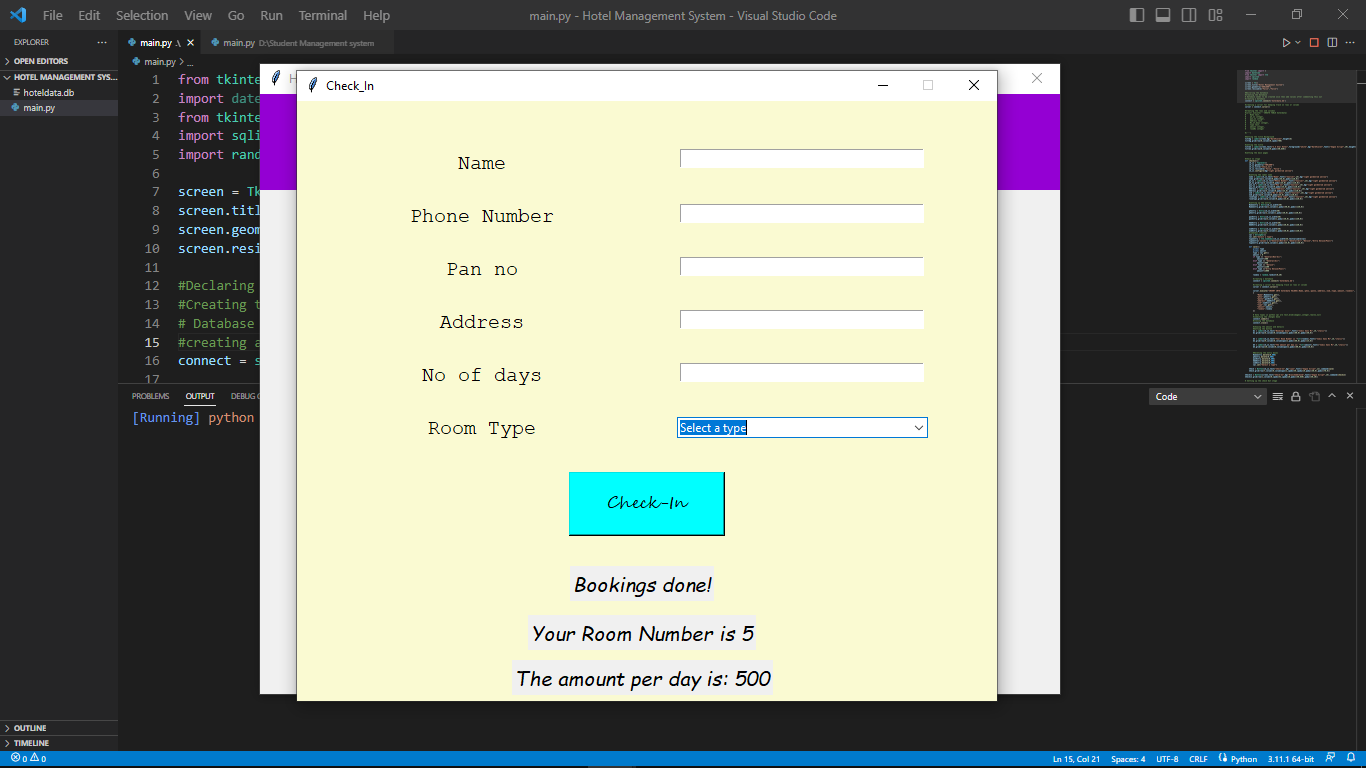 File Edit Selection View Go Run Terminal Help main.py - Hotel Management System - Visual Studio Code
EXPLORER
OPEN EDITORS
HOTEL MANAGEMENT SYS...
hoteldata.db
main.py
OUTLINE
TIMELINE
main.py .\ main.py D:\Student Management system
main.py > ...
1 from tkinte
2 import date
3 from tkinte
4 import sqli
5 import rand
6
7 screen = Tk
8 screen.titl
9 screen.geom
10 screen.resi
11
12 #Declaring
13 #Creating t
14 # Database
15 #creating a
16 connect = s
17
PROBLEMS OUTPUT DEBUG C
Code
[Running] python
H
Check_In
Name
Phone Number
Pan no
Address
No of days
Room Type Select a type
Check-In
Bookings done!
Your Room Number is 5
The amount per day is: 500
0 0 Ln 15, Col 21 Spaces: 4 UTF-8 CRLF Python 3.11.1 64-bit